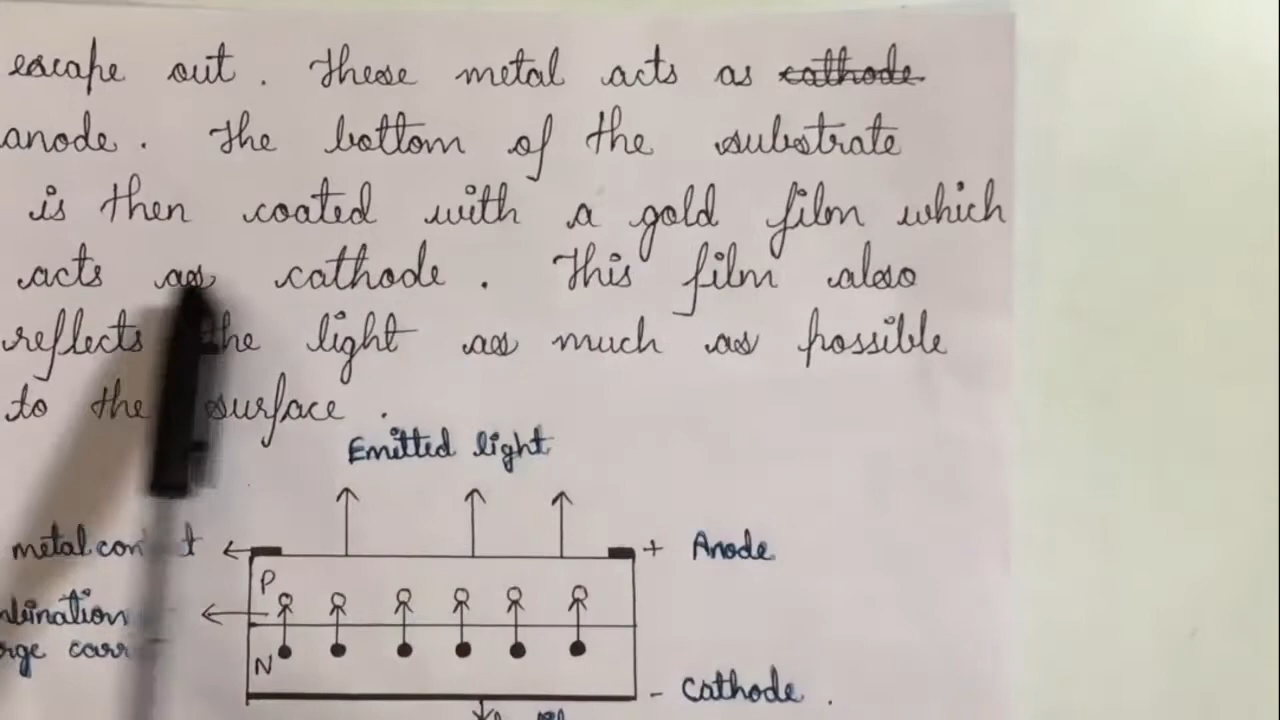 escape out. These metal acts as cathode
anode. The bottom of the substrate
is then coated with a gold film which
acts as cathode. This film also
reflects the light as much as possible
to the surface.
Emitted light
metal
+ Anode
P
N
- Cathode.